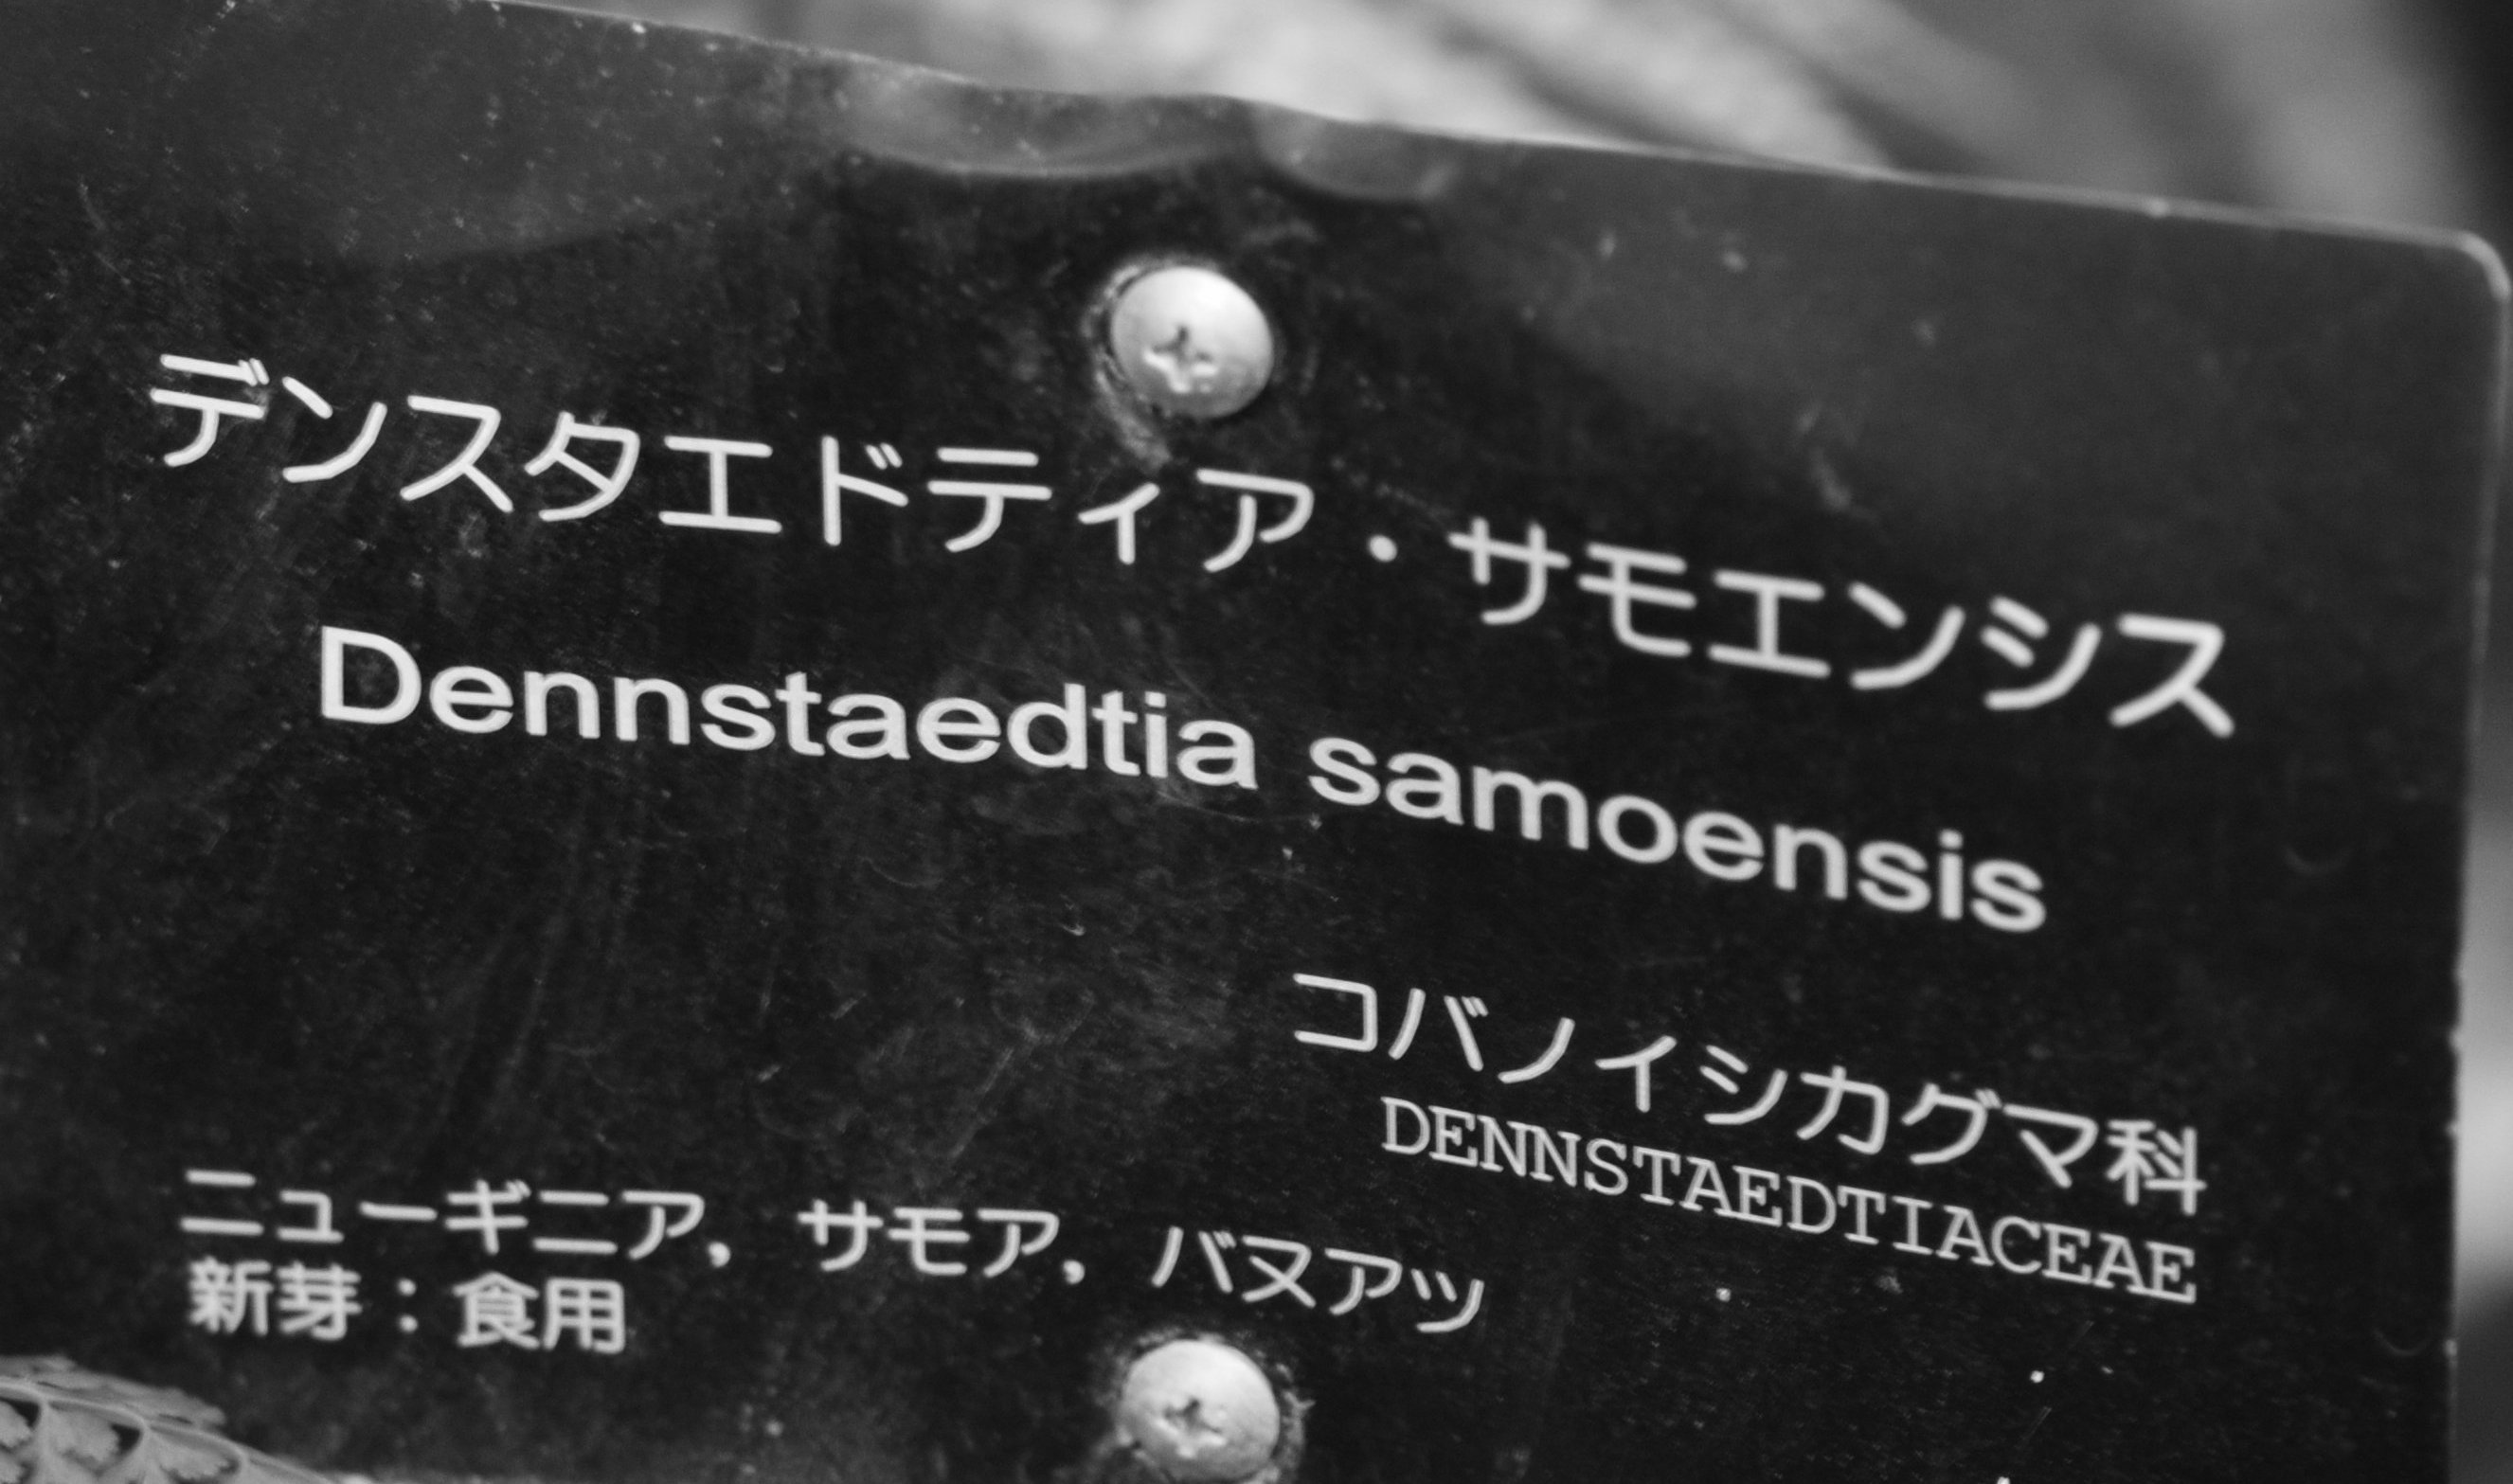 デンスタエドティア・サモエンシス
Dennstaedtia samoensis
コバノイシカグマ科
DENNSTAEDTIACEAE
ニューギニア，サモア，バヌアツ
新芽：食用